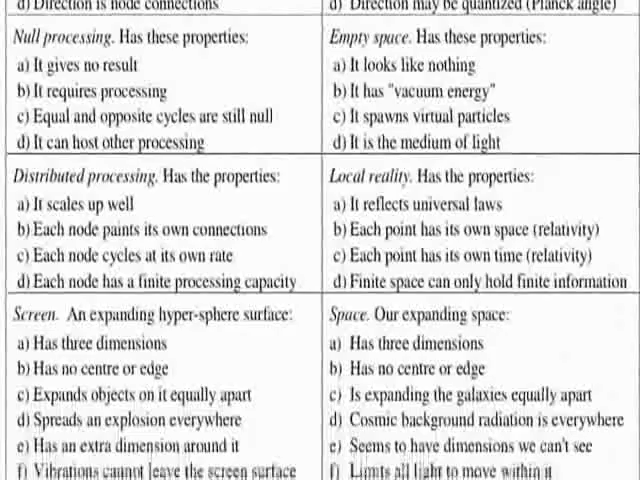 d) Direction is node connections
d) Direction may be quantized (Planck angle)
Null processing. Has these properties:
a) It gives no result
b) It requires processing
c) Equal and opposite cycles are still null
d) It can host other processing
Empty space. Has these properties:
a) It looks like nothing
b) It has "vacuum energy"
c) It spawns virtual particles
d) It is the medium of light
Distributed processing. Has the properties:
a) It scales up well
b) Each node paints its own connections
c) Each node cycles at its own rate
d) Each node has a finite processing capacity
Local reality. Has the properties:
a) It reflects universal laws
b) Each point has its own space (relativity)
c) Each point has its own time (relativity)
d) Finite space can only hold finite information
Screen. An expanding hyper-sphere surface:
a) Has three dimensions
b) Has no centre or edge
c) Expands objects on it equally apart
d) Spreads an explosion everywhere
e) Has an extra dimension around it
f) Vibrations cannot leave the screen surface
Space. Our expanding space:
a) Has three dimensions
b) Has no centre or edge
c) Is expanding the galaxies equally apart
d) Cosmic background radiation is everywhere
e) Seems to have dimensions we can't see
f) Limits all light to move within it